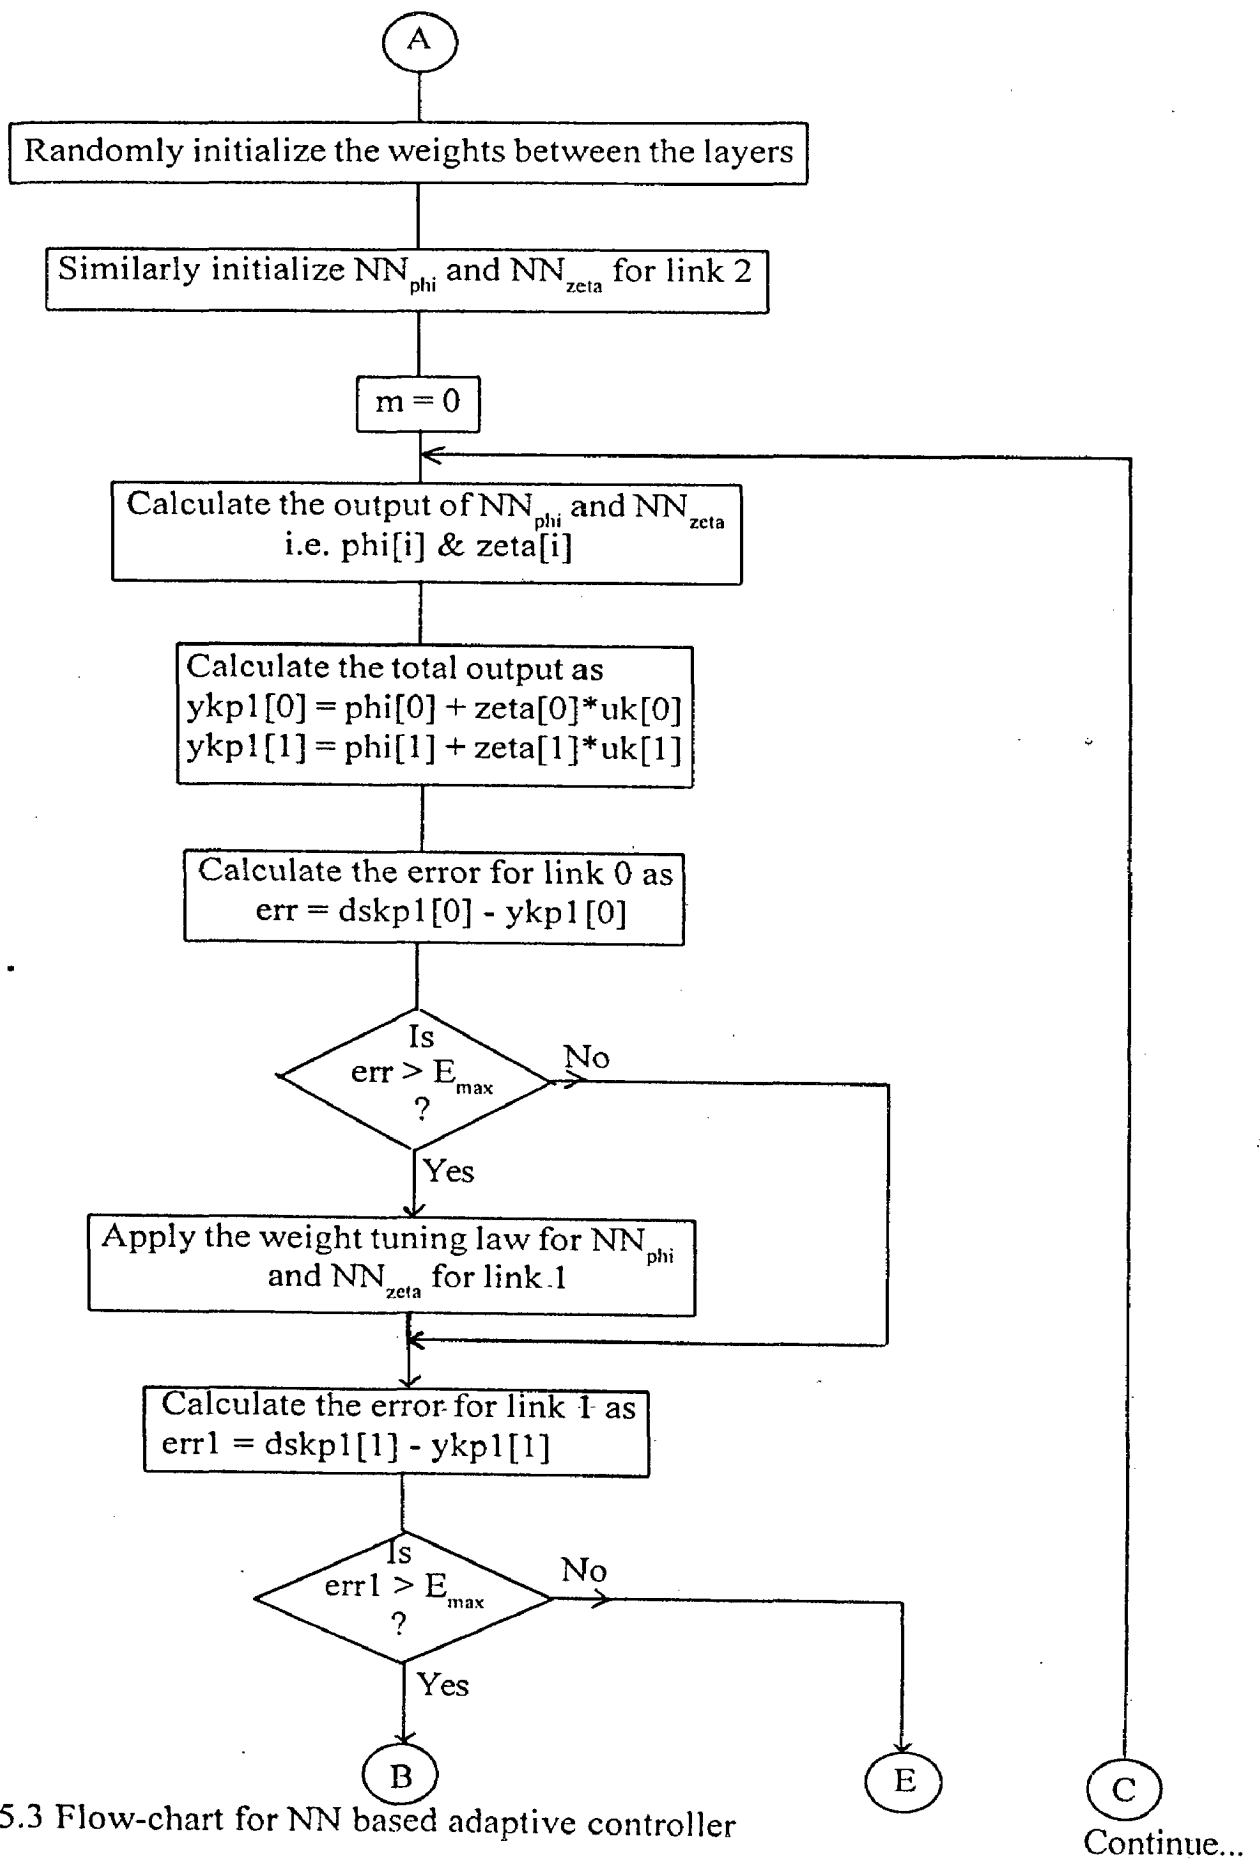 A
Randomly initialize the weights between the layers
Similarly initialize NNphi and NNzeta for link 2
m = 0
Calculate the output of NNphi and NNzeta
i.e. phi[i] & zeta[i]
Calculate the total output as
ykp1[0] = phi[0] + zeta[0]*uk[0]
ykp1[1] = phi[1] + zeta[1]*uk[1]
Calculate the error for link 0 as
err = dskp1[0] - ykp1[0]
Is
err > Emax
?
No
Yes
Apply the weight tuning law for NNphi
and NNzeta for link 1
Calculate the error for link 1 as
err1 = dskp1[1] - ykp1[1]
Is
err1 > Emax
?
No
Yes
B
E
C
5.3 Flow-chart for NN based adaptive controller
Continue...